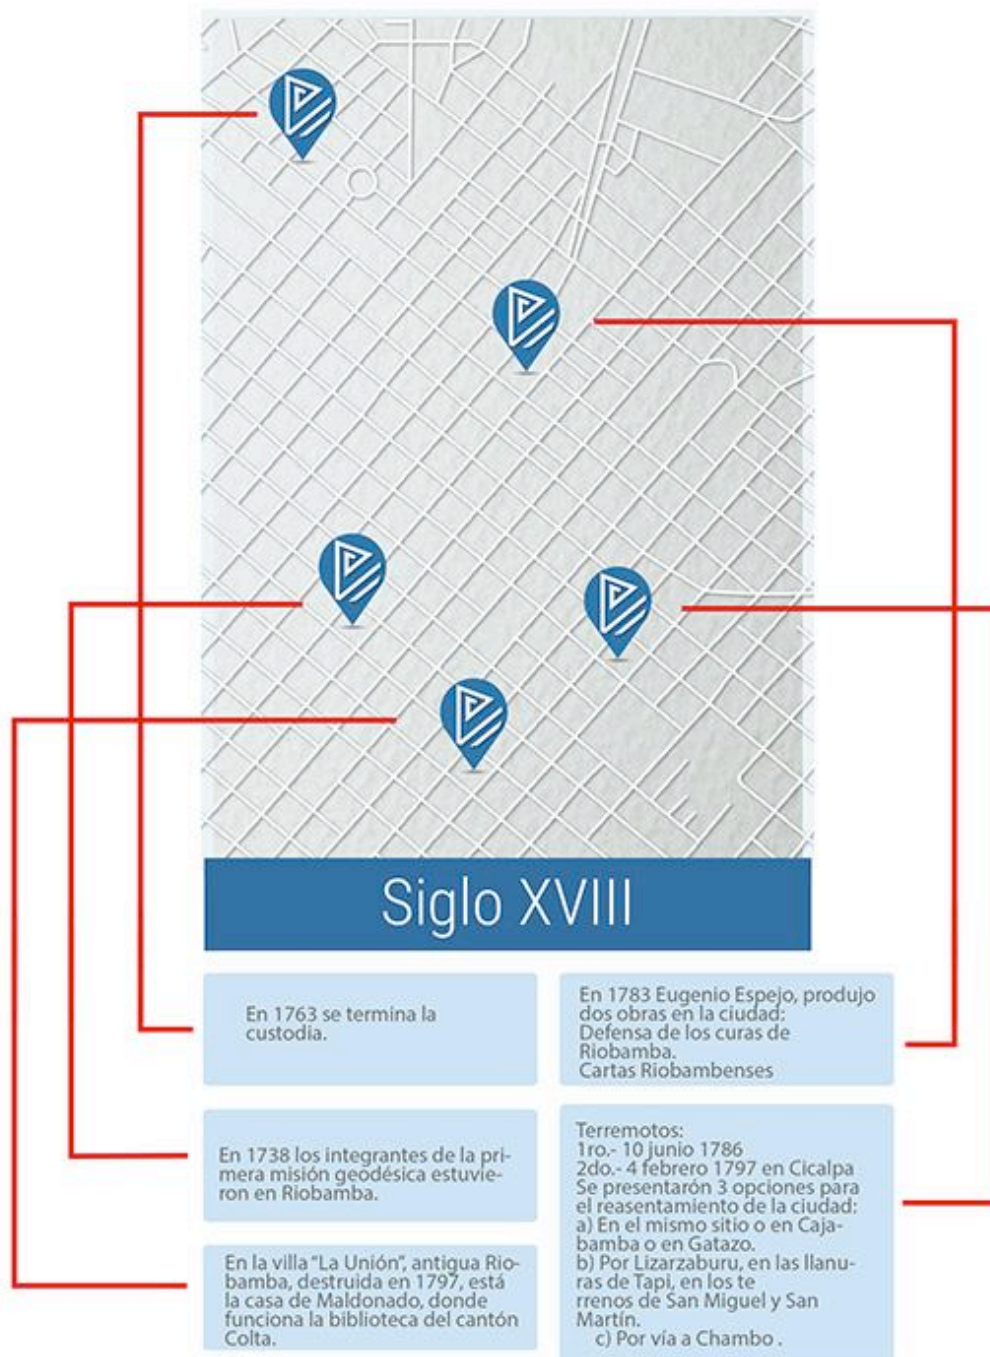 Siglo XVIII
En 1763 se termina la
custodia.
En 1738 los integrantes de la pri-
mera misión geodésica estuvie-
ron en Riobamba.
En la villa “La Unión”, antigua Rio-
bamba, destruida en 1797, está
la casa de Maldonado, donde
funciona la biblioteca del cantón
Colta.
En 1783 Eugenio Espejo, produjo
dos obras en la ciudad:
Defensa de los curas de
Riobamba.
Cartas Riobambenses
Terremotos:
1ro.- 10 junio 1786
2do.- 4 febrero 1797 en Cicalpa
Se presentarón 3 opciones para
el reasentamiento de la ciudad:
a) En el mismo sitio o en Caja-
bamba o en Gatazo.
b) Por Lizarzaburu, en las llanu-
ras de Tapi, en los te
rrenos de San Miguel y San
Martín.
c) Por vía a Chambo .